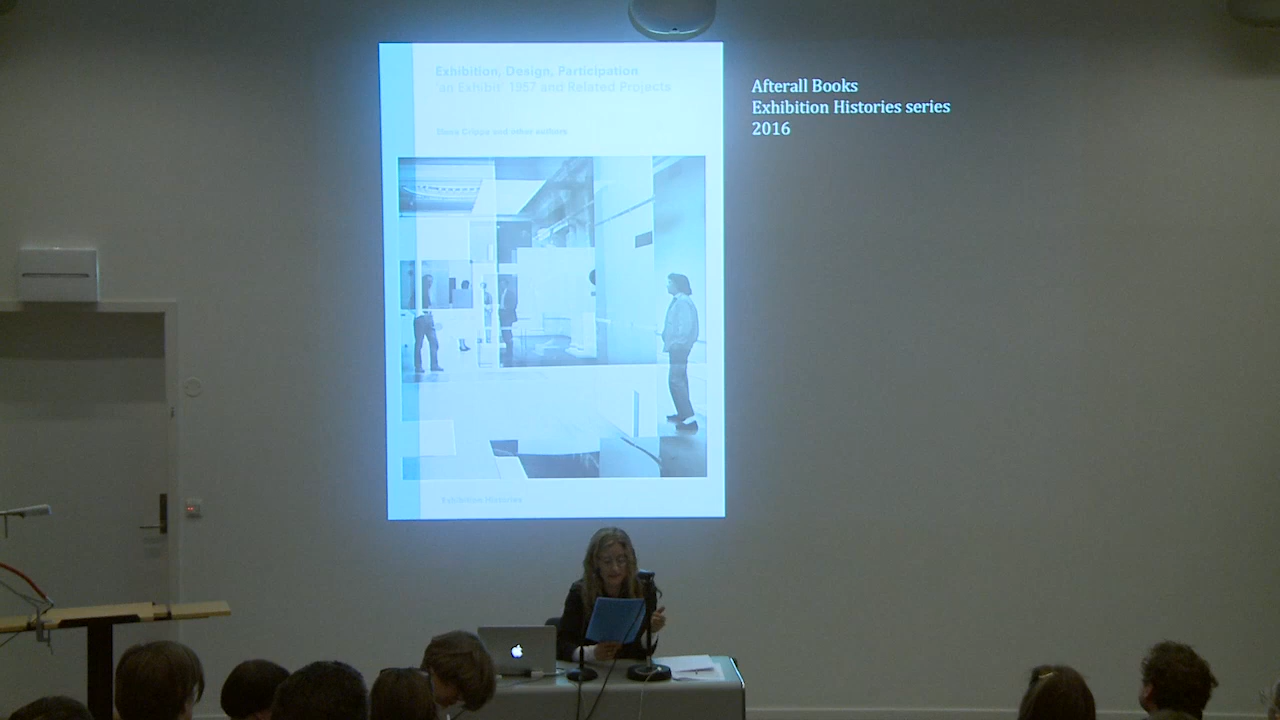 Exhibition, Design, Participation
'an Exhibit' 1957 and Related Projects
Elena Crippa and other authors
Exhibition Histories
Afterall Books
Exhibition Histories series
2016